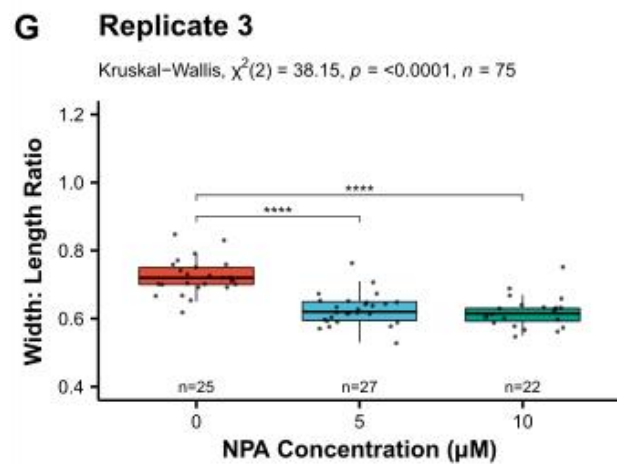 G Replicate 3
Kruskal−Wallis, χ²(2) = 38.15, p = <0.0001, n = 75
1.2
1.0
0.8
0.6
0.4
Width: Length Ratio
****
****
n=25 n=27 n=22
0 5 10
NPA Concentration (µM)